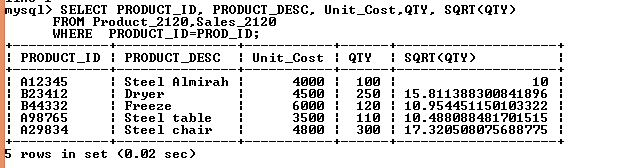 mysql> SELECT PRODUCT_ID, PRODUCT_DESC, Unit_Cost,QTY, SQRT(QTY)
FROM Product_2120,Sales_2120
WHERE PRODUCT_ID=PROD_ID;
| PRODUCT_ID | PRODUCT_DESC | Unit_Cost | QTY | SQRT(QTY) |
| A12345 | Steel Almirah | 4000 | 100 | 10 |
| B23412 | Dryer | 4500 | 250 | 15.811388300841896 |
| B44332 | Freeze | 6000 | 120 | 10.954451150103322 |
| A98765 | Steel table | 3500 | 110 | 10.488088481701515 |
| A29834 | Steel chair | 4800 | 300 | 17.320508075688775 |
5 rows in set (0.02 sec)